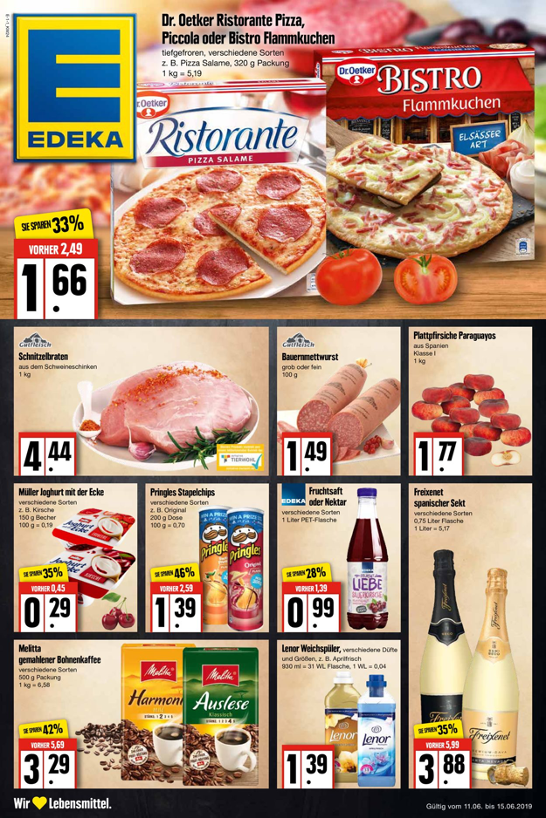 Dr. Oetker Ristorante Pizza,
Piccola oder Bistro Flammkuchen
tiefgefroren, verschiedene Sorten
z. B. Pizza Salame, 320 g Packung
1 kg = 5,19
EDEKA
Dr.Oetker
Ristorante
PIZZA SALAME
Dr.Oetker
BISTRO
Flammkuchen
ELSÄSSER
ART
SIE SPAREN 33%
VORHER 2,49
1.66
Gutfleisch
Schnitzelbraten
aus dem Schweineschinken
1 kg
4.44
TIERWOHL
Gutfleisch
Bauernmettwurst
grob oder fein
100 g
1.49
Plattpfirsiche Paraguayos
aus Spanien
Klasse I
1 kg
1.77
Müller Joghurt mit der Ecke
verschiedene Sorten
z. B. Kirsche
150 g Becher
100 g = 0,19
SIE SPAREN 35%
VORHER 0,45
0.29
Pringles Stapelchips
verschiedene Sorten
z. B. Original
200 g Dose
100 g = 0,70
Pringles
Pringles
Original
SIE SPAREN 46%
VORHER 2,59
1.39
EDEKA
Fruchtsaft
oder Nektar
verschiedene Sorten
1 Liter PET-Flasche
LIEBE
SIE SPAREN 28%
VORHER 1,39
0.99
Freixenet
spanischer Sekt
verschiedene Sorten
0,75 Liter Flasche
1 Liter = 5,17
Freixenet
SIE SPAREN 35%
VORHER 5,99
3.88
Melitta
gemahlener Bohnenkaffee
verschiedene Sorten
500 g Packung
1 kg = 6,58
Melitta
Harmonie
Melitta
Auslese
Klassisch
SIE SPAREN 42%
VORHER 5,69
3.29
Lenor Weichspüler, verschiedene Düfte
und Größen, z. B. Aprilfrisch
930 ml = 31 WL Flasche, 1 WL = 0,04
Lenor
Lenor
1.39
Wir Lebensmittel.
Gültig vom 11.06. bis 15.06.2019